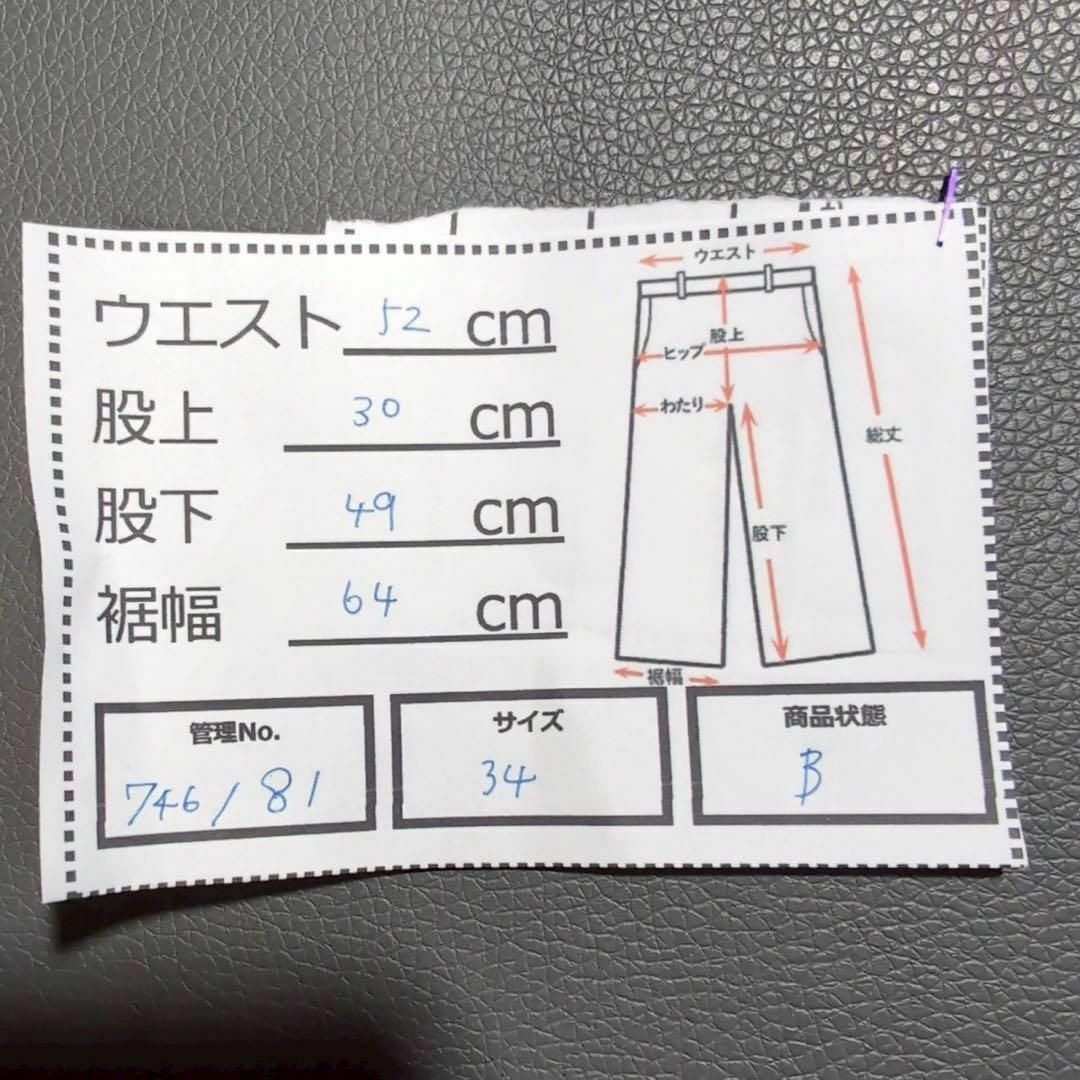 ウエスト 52 cm
股上 30 cm
股下 49 cm
裾幅 64 cm
ウエスト
股上
ヒップ
わたり
総丈
股下
裾幅
管理No.
746/81
サイズ
34
商品状態
B